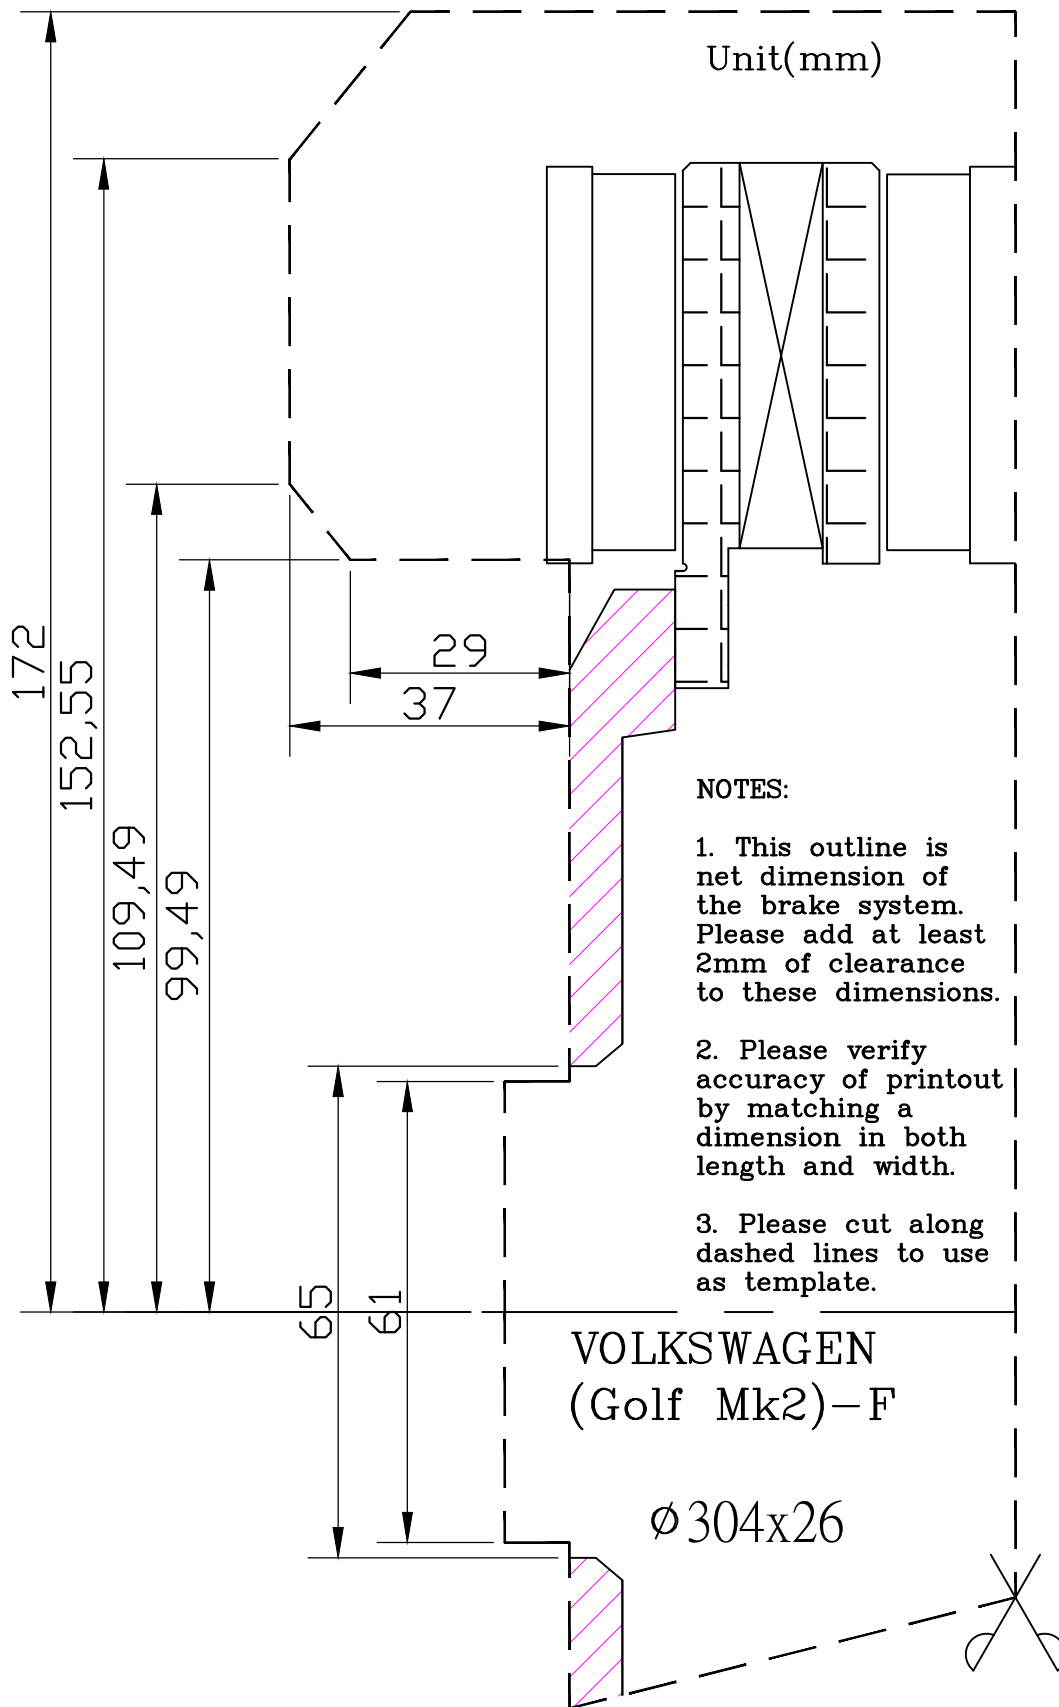 Unit(mm)
172
152,55
109,49
99,49
29
37
NOTES:
1. This outline is
net dimension of
the brake system.
Please add at least
2mm of clearance
to these dimensions.
2. Please verify
accuracy of printout
by matching a
dimension in both
length and width.
3. Please cut along
dashed lines to use
as template.
65
61
VOLKSWAGEN
(Golf Mk2)-F
ϕ304x26